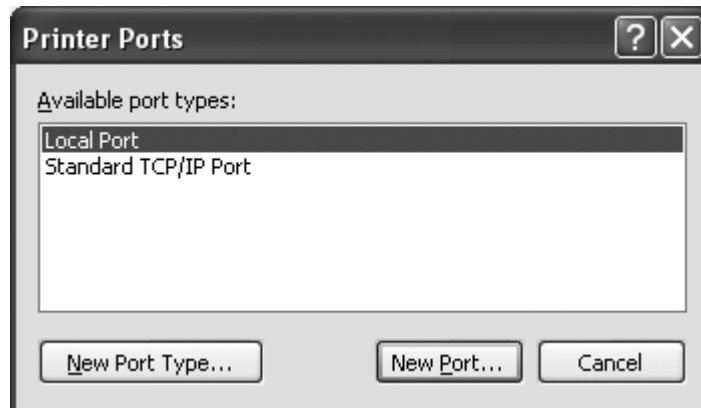 Printer Ports
Available port types:
Local Port
Standard TCP/IP Port
New Port Type... New Port... Cancel